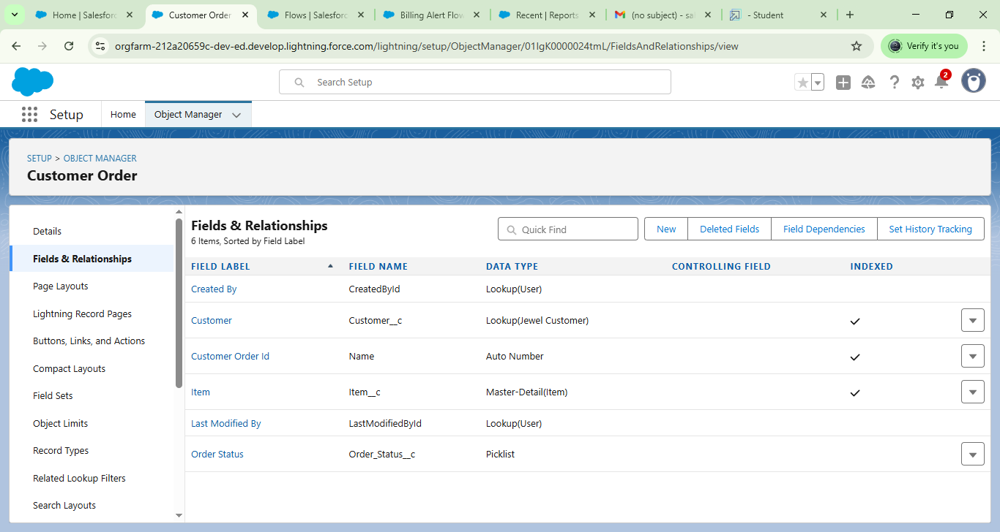 Home | Salesforc
Customer Order
Flows | Salesforc
Billing Alert Flow
Recent | Reports
(no subject) - sa
- Student
orgfarm-212a20659c-dev-ed.develop.lightning.force.com/lightning/setup/ObjectManager/01IgK0000024tmL/FieldsAndRelationships/view
Verify it's you
Search Setup
2
Setup
Home
Object Manager
SETUP > OBJECT MANAGER
Customer Order
Details
Fields & Relationships
Page Layouts
Lightning Record Pages
Buttons, Links, and Actions
Compact Layouts
Field Sets
Object Limits
Record Types
Related Lookup Filters
Search Layouts
Fields & Relationships
6 Items, Sorted by Field Label
Quick Find
New
Deleted Fields
Field Dependencies
Set History Tracking
FIELD LABEL FIELD NAME DATA TYPE CONTROLLING FIELD INDEXED
Created By CreatedById Lookup(User)
Customer Customer__c Lookup(Jewel Customer)
Customer Order Id Name Auto Number
Item Item__c Master-Detail(Item)
Last Modified By LastModifiedById Lookup(User)
Order Status Order_Status__c Picklist